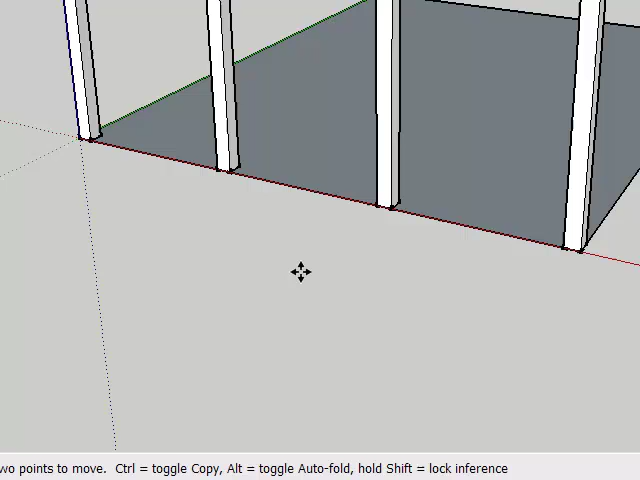 wo points to move.  Ctrl = toggle Copy, Alt = toggle Auto-fold, hold Shift = lock inference